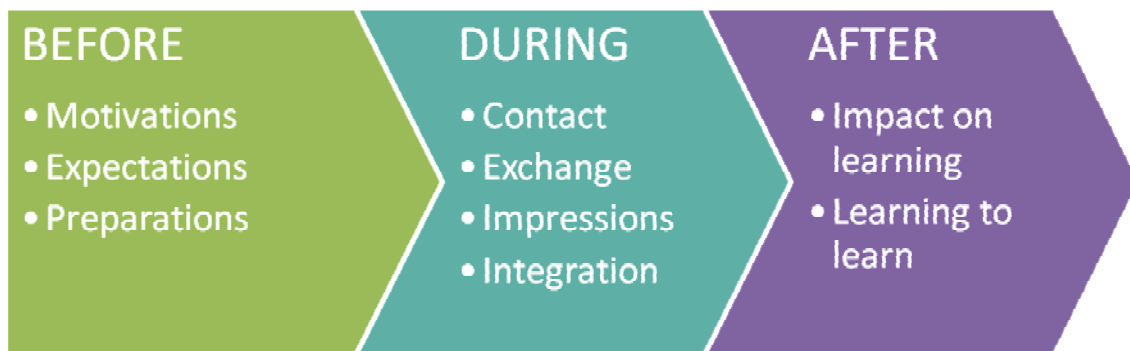 BEFORE
• Motivations
• Expectations
• Preparations
DURING
• Contact
• Exchange
• Impressions
• Integration
AFTER
• Impact on
learning
• Learning to
learn